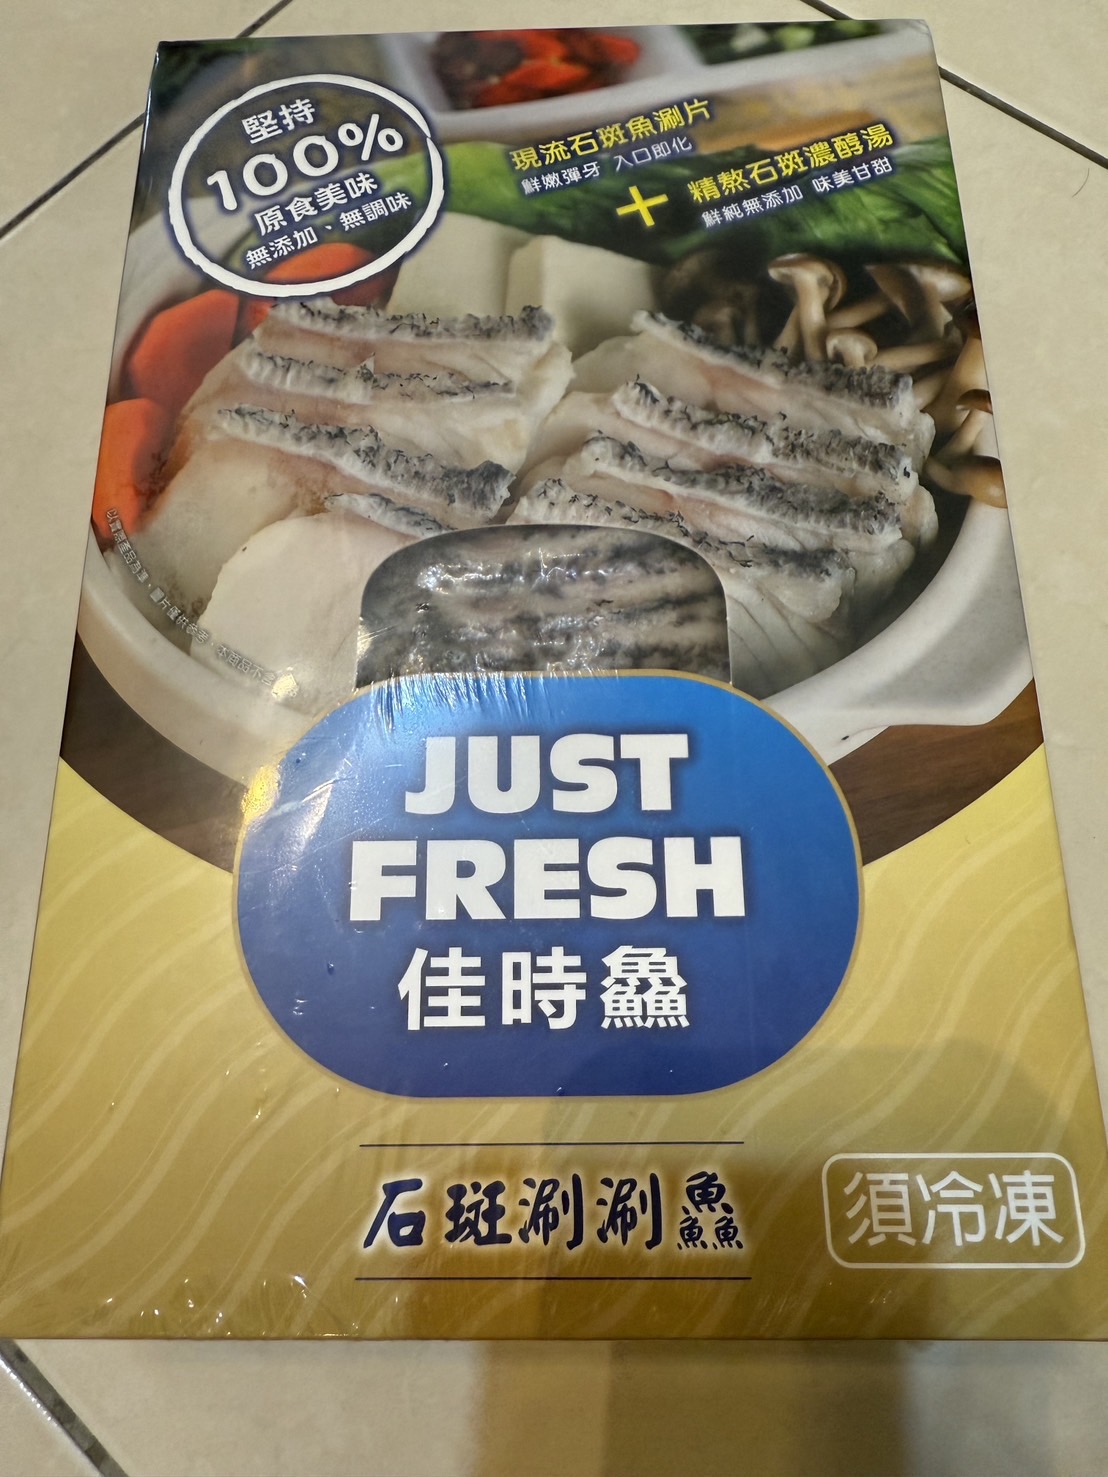 堅持
100%
原食美味
無添加、無調味
現流石斑魚涮片
鮮嫩彈牙 入口即化
+
精熬石斑濃醇湯
鮮純無添加 味美甘甜
JUST
FRESH
佳時鱻
石斑涮涮鱻
須冷凍